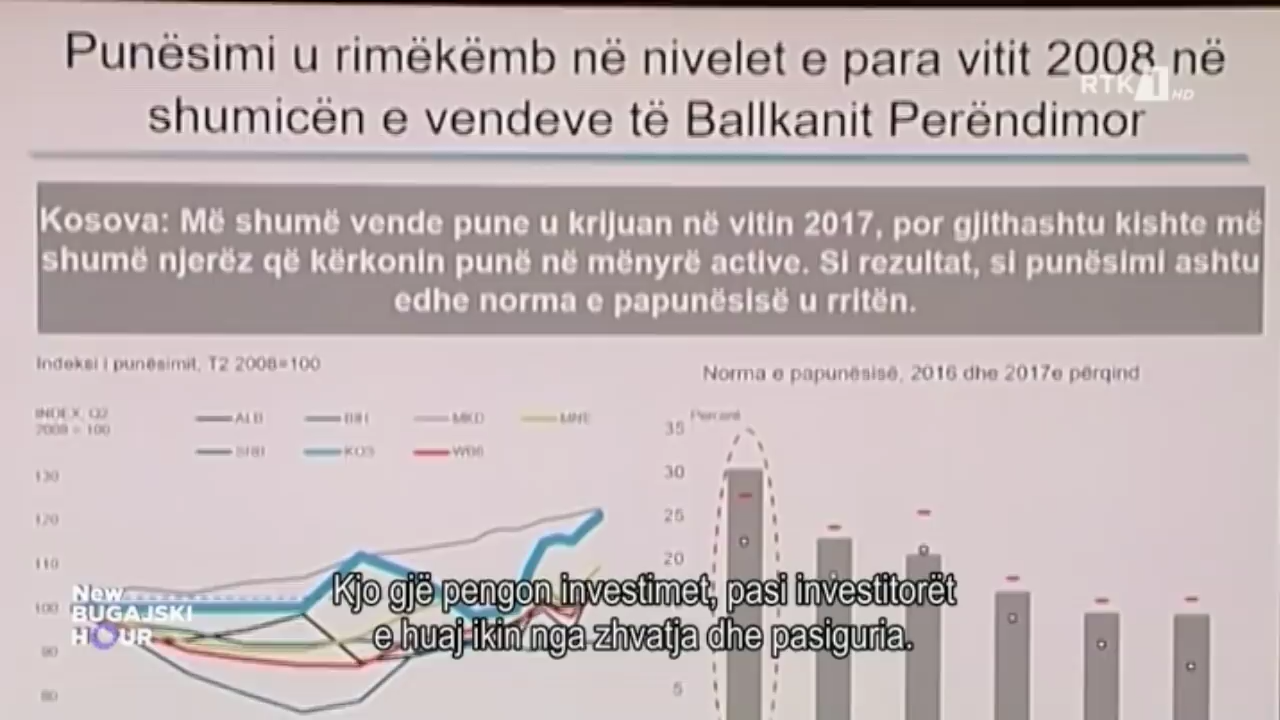 Punësimi u rimëkëmb në nivelet e para vitit 2008 në
shumicën e vendeve të Ballkanit Perëndimor
RTK 1 HD
Kosova: Më shumë vende pune u krijuan në vitin 2017, por gjithashtu kishte më
shumë njerëz që kërkonin punë në mënyrë active. Si rezultat, si punësimi ashtu
edhe norma e papunësisë u rritën.
Indeksi i punësimit, T2 2008=100
INDEX, Q2
2008 = 100
ALB BIH MKD MNE
SRB KOS WB6
130
120
110
100
90
80
Norma e papunësisë, 2016 dhe 2017e përqind
Percent
35
30
25
20
5
New
BUGAJSKI
HOUR
Kjo gjë pengon investimet, pasi investitorët
e huaj ikin nga zhvatja dhe pasiguria.